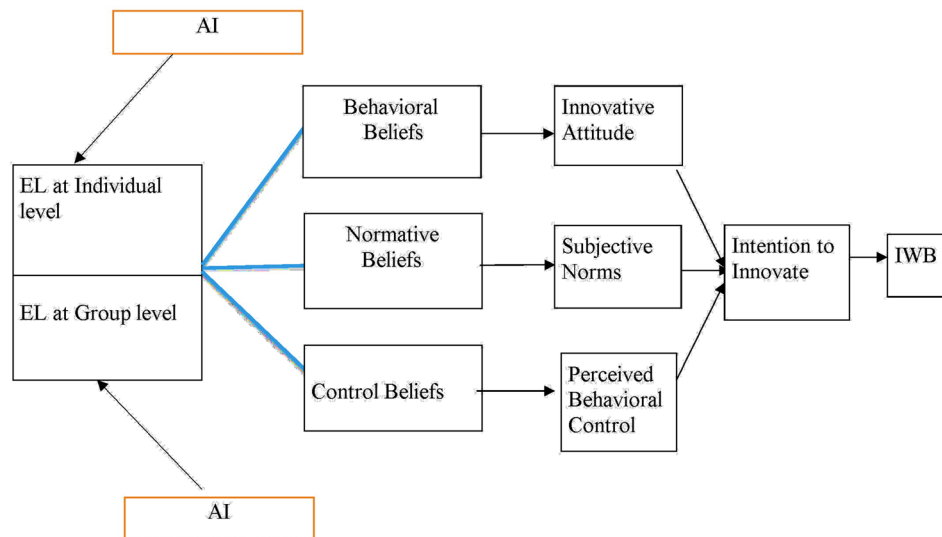 AI
EL at Individual
level
EL at Group level
AI
Behavioral
Beliefs
Normative
Beliefs
Control Beliefs
Innovative
Attitude
Subjective
Norms
Perceived
Behavioral
Control
Intention to
Innovate
IWB